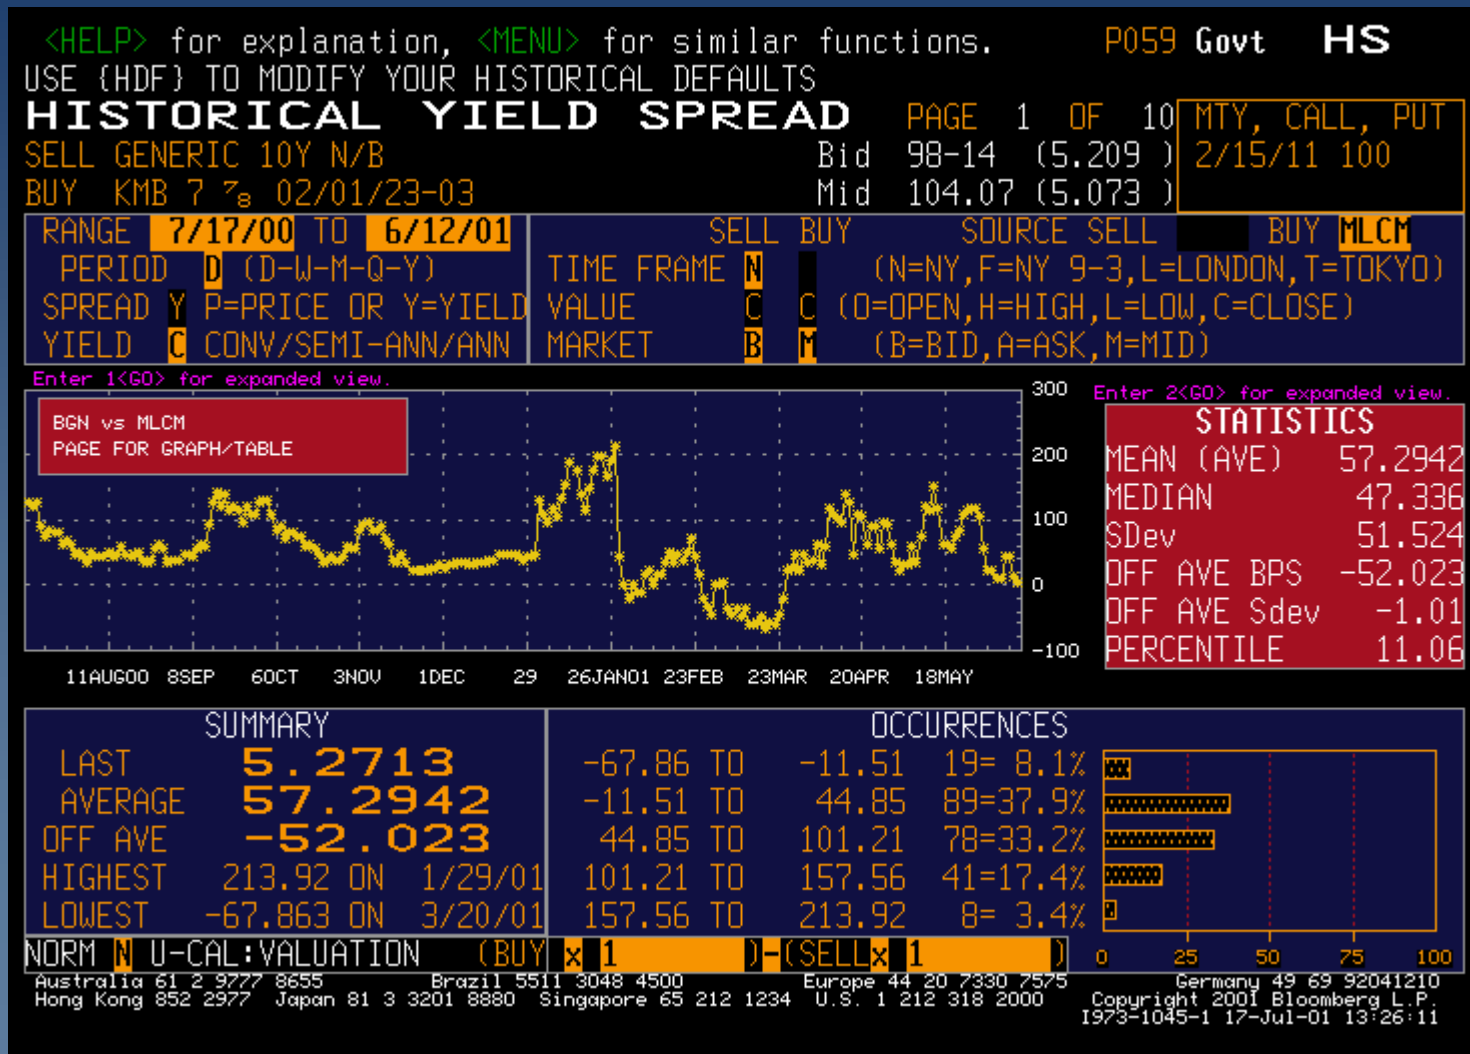 <HELP> for explanation, <MENU> for similar functions. P059 Govt HS
USE {HDF} TO MODIFY YOUR HISTORICAL DEFAULTS
HISTORICAL YIELD SPREAD PAGE 1 OF 10 MTY, CALL, PUT
SELL GENERIC 10Y N/B Bid 98-14 (5.209 ) 2/15/11 100
BUY KMB 7 ⅞ 02/01/23-03 Mid 104.07 (5.073 )
RANGE 7/17/00 TO 6/12/01 SELL BUY SOURCE SELL BUY MLCM
PERIOD D (D-W-M-Q-Y) TIME FRAME N (N=NY,F=NY 9-3,L=LONDON,T=TOKYO)
SPREAD Y P=PRICE OR Y=YIELD VALUE C C (O=OPEN,H=HIGH,L=LOW,C=CLOSE)
YIELD C CONV/SEMI-ANN/ANN MARKET B M (B=BID,A=ASK,M=MID)
Enter 1<GO> for expanded view.
BGN vs MLCM
PAGE FOR GRAPH/TABLE
300
200
100
0
-100
11AUG00 8SEP 6OCT 3NOV 1DEC 29 26JAN01 23FEB 23MAR 20APR 18MAY
Enter 2<GO> for expanded view.
STATISTICS
MEAN (AVE) 57.2942
MEDIAN 47.336
SDev 51.524
OFF AVE BPS -52.023
OFF AVE Sdev -1.01
PERCENTILE 11.06
SUMMARY
LAST 5.2713
AVERAGE 57.2942
OFF AVE -52.023
HIGHEST 213.92 ON 1/29/01
LOWEST -67.863 ON 3/20/01
OCCURRENCES
-67.86 TO -11.51 19= 8.1%
-11.51 TO 44.85 89=37.9%
44.85 TO 101.21 78=33.2%
101.21 TO 157.56 41=17.4%
157.56 TO 213.92 8= 3.4%
0 25 50 75 100
NORM N U-CAL:VALUATION (BUY x 1 )-(SELLx 1 )
Australia 61 2 9777 8655 Brazil 5511 3048 4500 Europe 44 20 7330 7575 Germany 49 69 92041210
Hong Kong 852 2977 Japan 81 3 3201 8880 Singapore 65 212 1234 U.S. 1 212 318 2000 Copyright 2001 Bloomberg L.P.
I973-1045-1 17-Jul-01 13:26:11